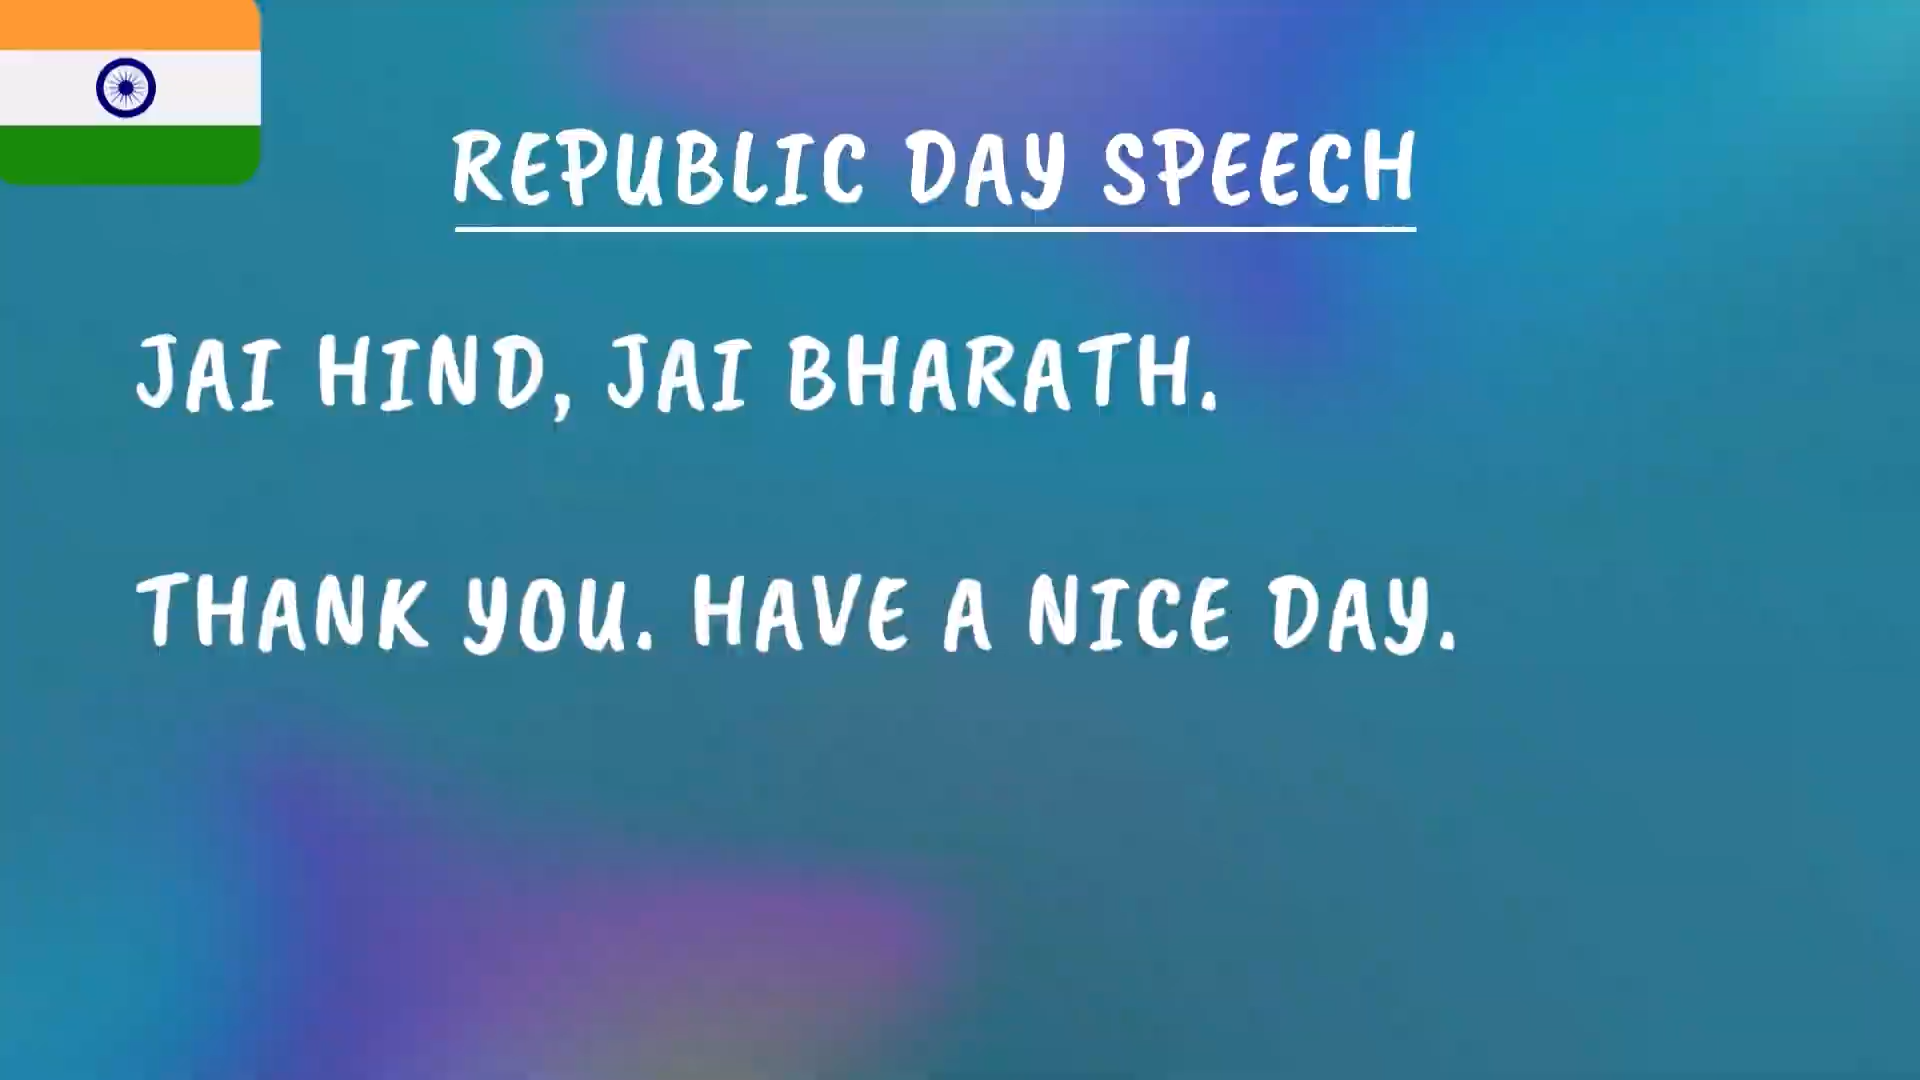 REPUBLIC DAY SPEECH
JAI HIND, JAI BHARATH.
THANK YOU. HAVE A NICE DAY.